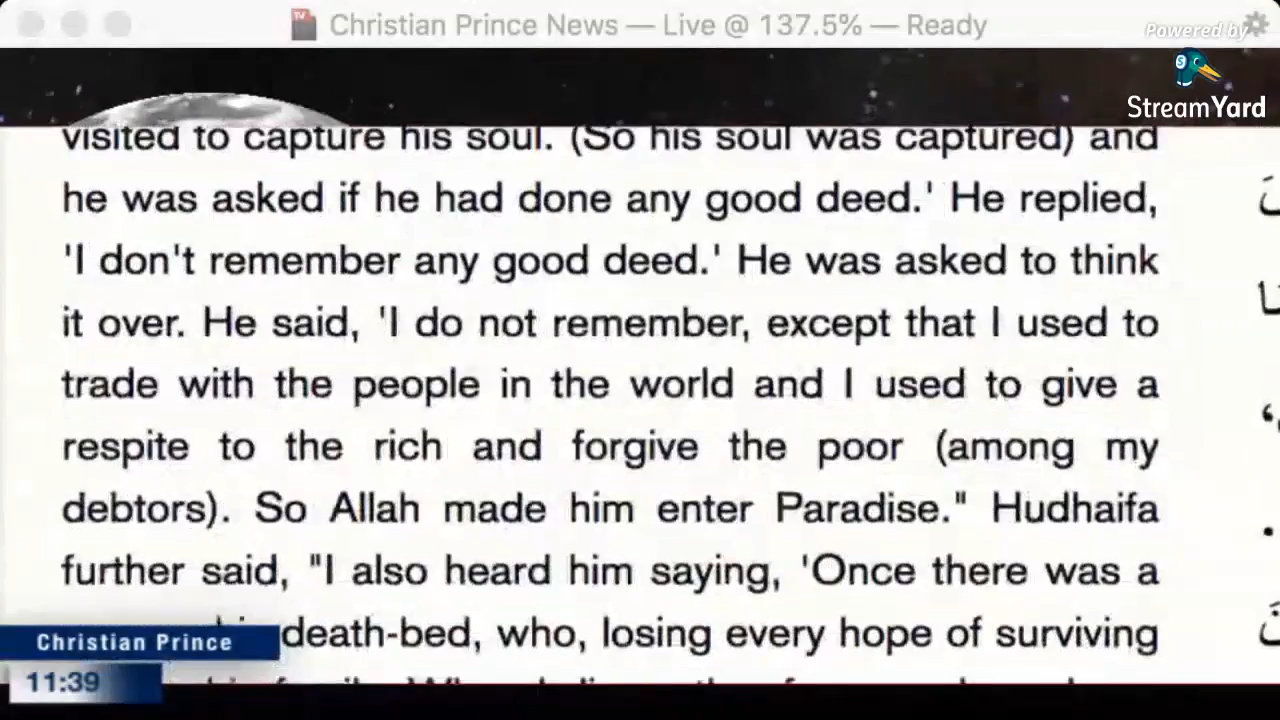 Christian Prince News — Live @ 137.5% — Ready
Powered by
StreamYard
visited to capture his soul. (So his soul was captured) and
he was asked if he had done any good deed.' He replied,
'I don't remember any good deed.' He was asked to think
it over. He said, 'I do not remember, except that I used to
trade with the people in the world and I used to give a
respite to the rich and forgive the poor (among my
debtors). So Allah made him enter Paradise." Hudhaifa
further said, "I also heard him saying, 'Once there was a
death-bed, who, losing every hope of surviving
Christian Prince
11:39